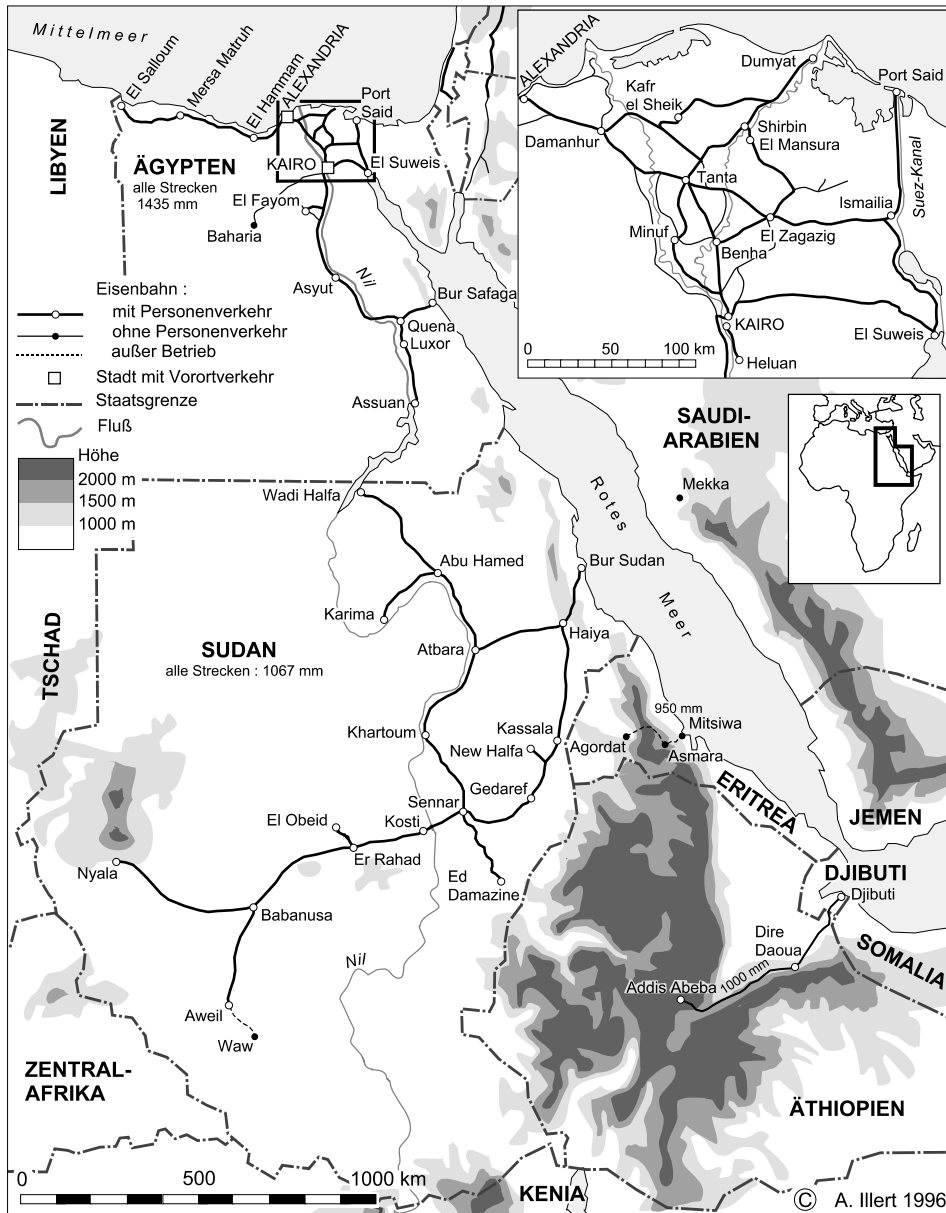 Mittelmeer
El Salloum
Mersa Matruh
El Hammam
ALEXANDRIA
Port
Said
KAIRO
El Suweis
LIBYEN
ÄGYPTEN
alle Strecken
1435 mm
El Fayom
Baharia
Nil
Asyut
Bur Safaga
Quena
Luxor
Assuan
Eisenbahn :
mit Personenverkehr
ohne Personenverkehr
außer Betrieb
Stadt mit Vorortverkehr
Staatsgrenze
Fluß
Höhe
2000 m
1500 m
1000 m
ALEXANDRIA
Dumyat
Port Said
Kafr
el Sheik
Damanhur
Shirbin
El Mansura
Tanta
Suez-Kanal
Ismailia
Minuf
El Zagazig
Benha
KAIRO
El Suweis
Heluan
0 50 100 km
SAUDI-
ARABIEN
Mekka
Rotes
Meer
Wadi Halfa
Abu Hamed
Bur Sudan
Karima
TSCHAD
SUDAN
alle Strecken : 1067 mm
Atbara
Haiya
950 mm
Mitsiwa
Khartoum
Kassala
New Halfa
Agordat
Asmara
Gedaref
ERITREA
JEMEN
Sennar
El Obeid
Kosti
Er Rahad
Nyala
Ed
Damazine
DJIBUTI
Djibuti
Babanusa
Dire
Daoua
SOMALIA
Nil
Addis Abeba
1000 mm
Aweil
Waw
ZENTRAL-
AFRIKA
ÄTHIOPIEN
0 500 1000 km
KENIA
© A. Illert 1996